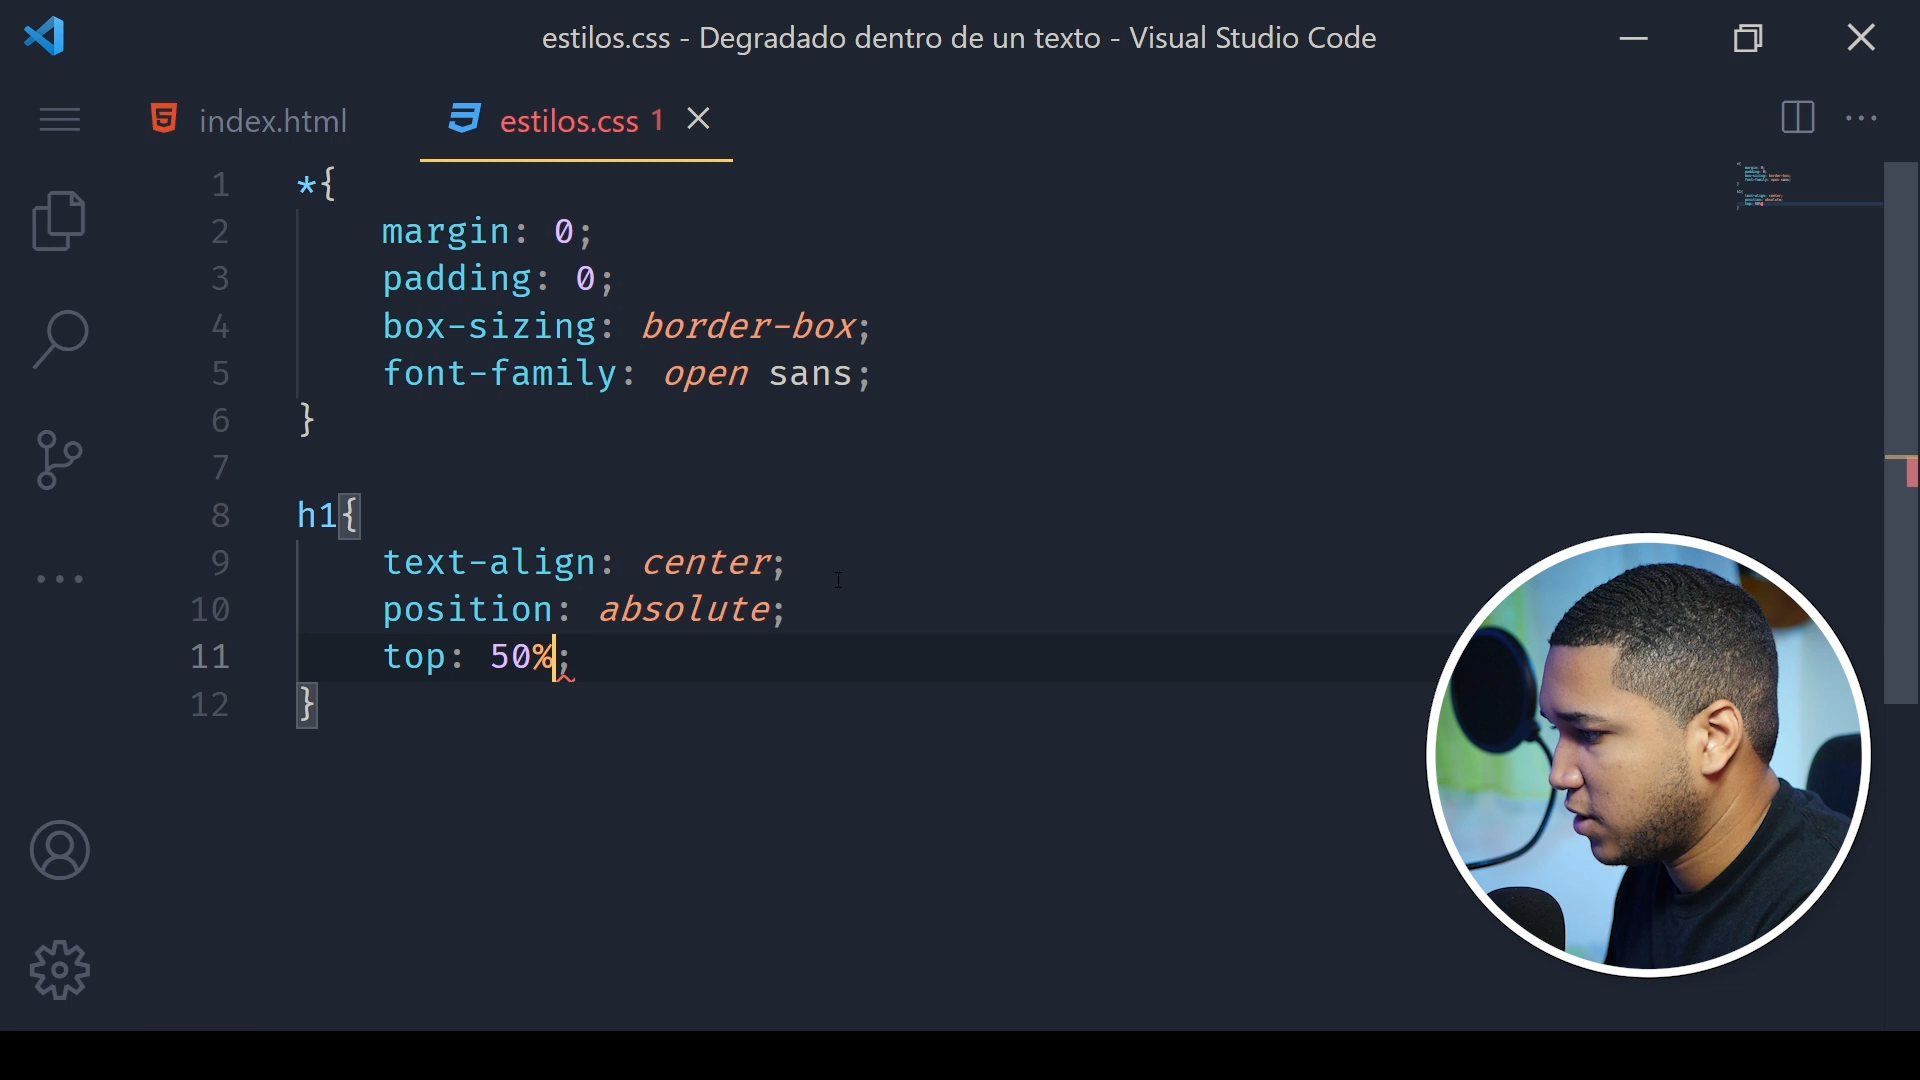 estilos.css - Degradado dentro de un texto - Visual Studio Code
index.html
estilos.css 1
1 *{
2 margin: 0;
3 padding: 0;
4 box-sizing: border-box;
5 font-family: open sans;
6 }
7
8 h1{
9 text-align: center;
10 position: absolute;
11 top: 50%;
12 }